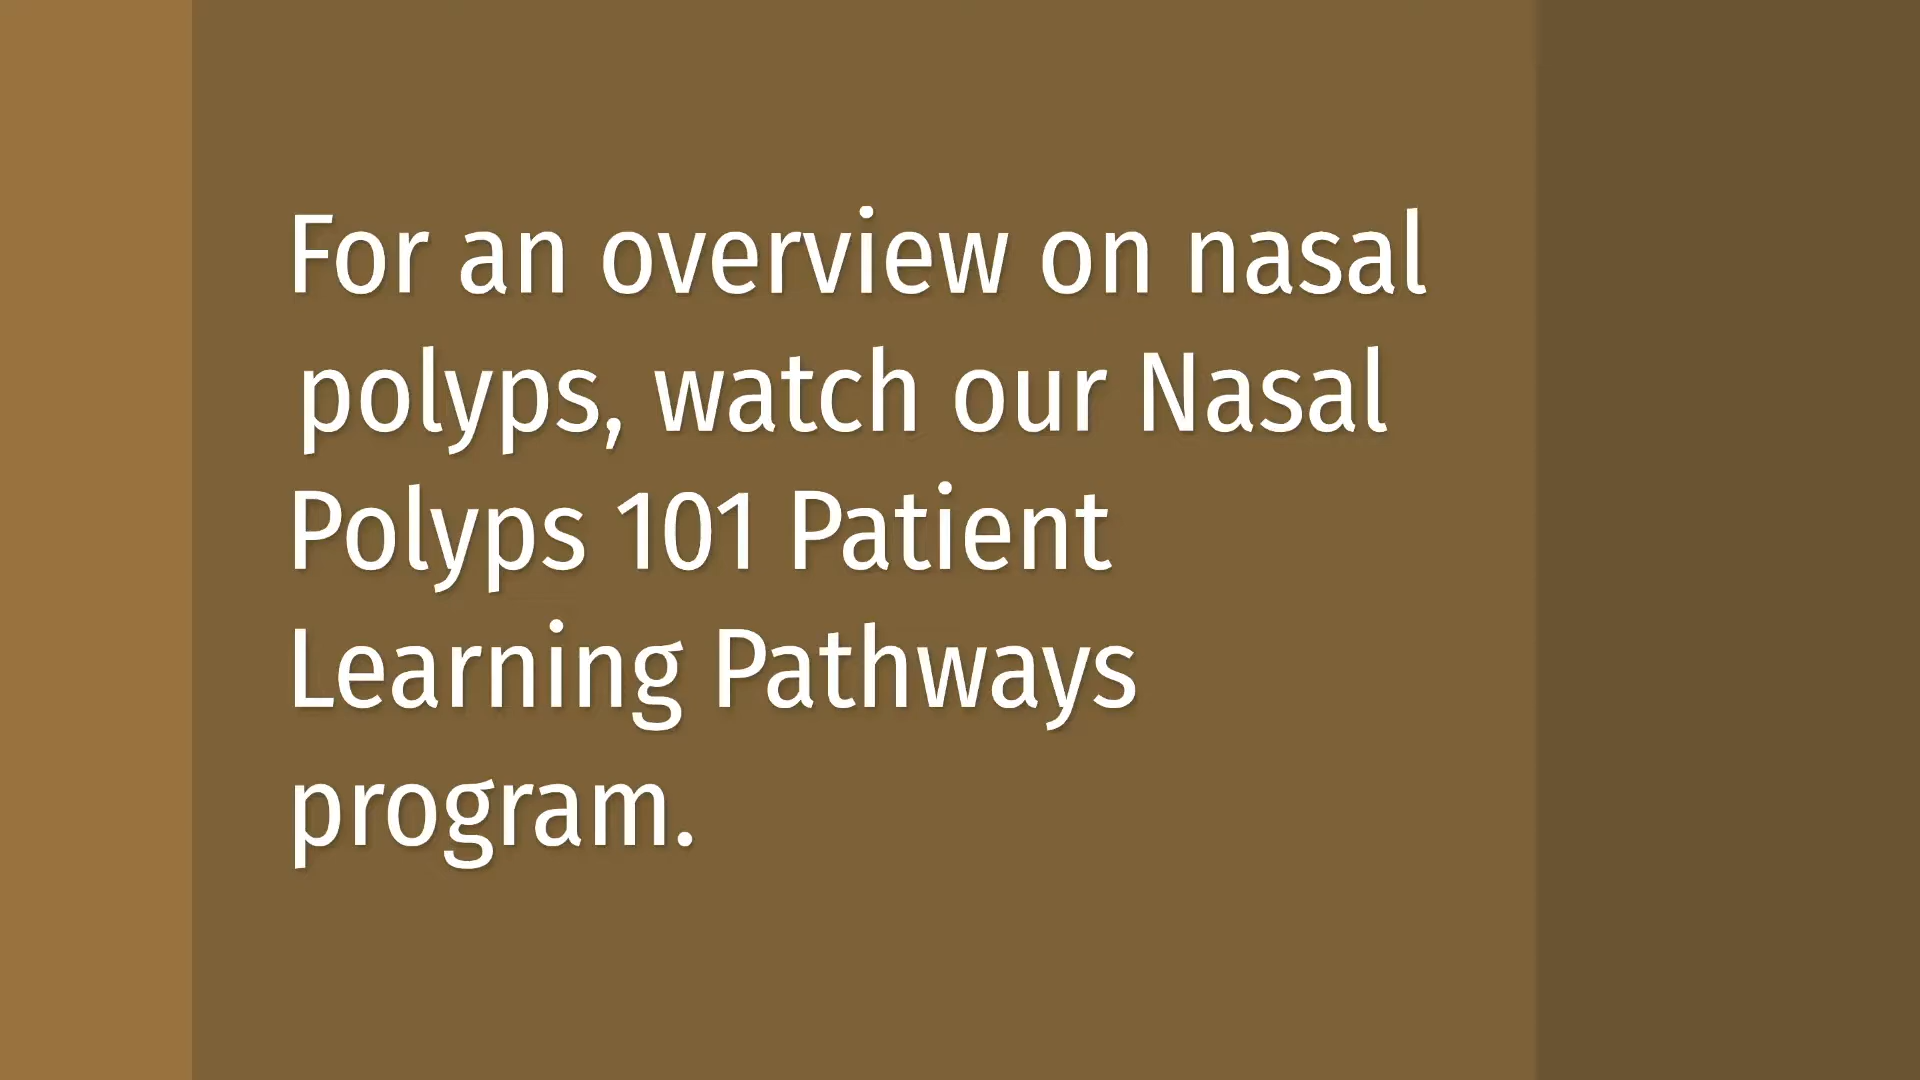 For an overview on nasal
polyps, watch our Nasal
Polyps 101 Patient
Learning Pathways
program.